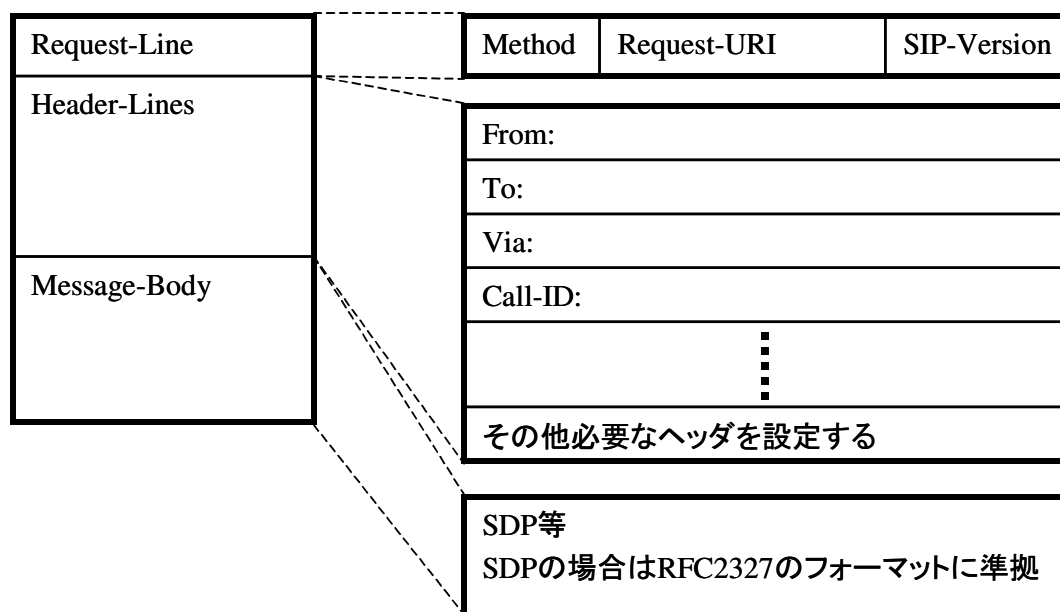 Request-Line
Header-Lines
Message-Body
Method Request-URI SIP-Version
From:
To:
Via:
Call-ID:
その他必要なヘッダを設定する
SDP等
SDPの場合はRFC2327のフォーマットに準拠